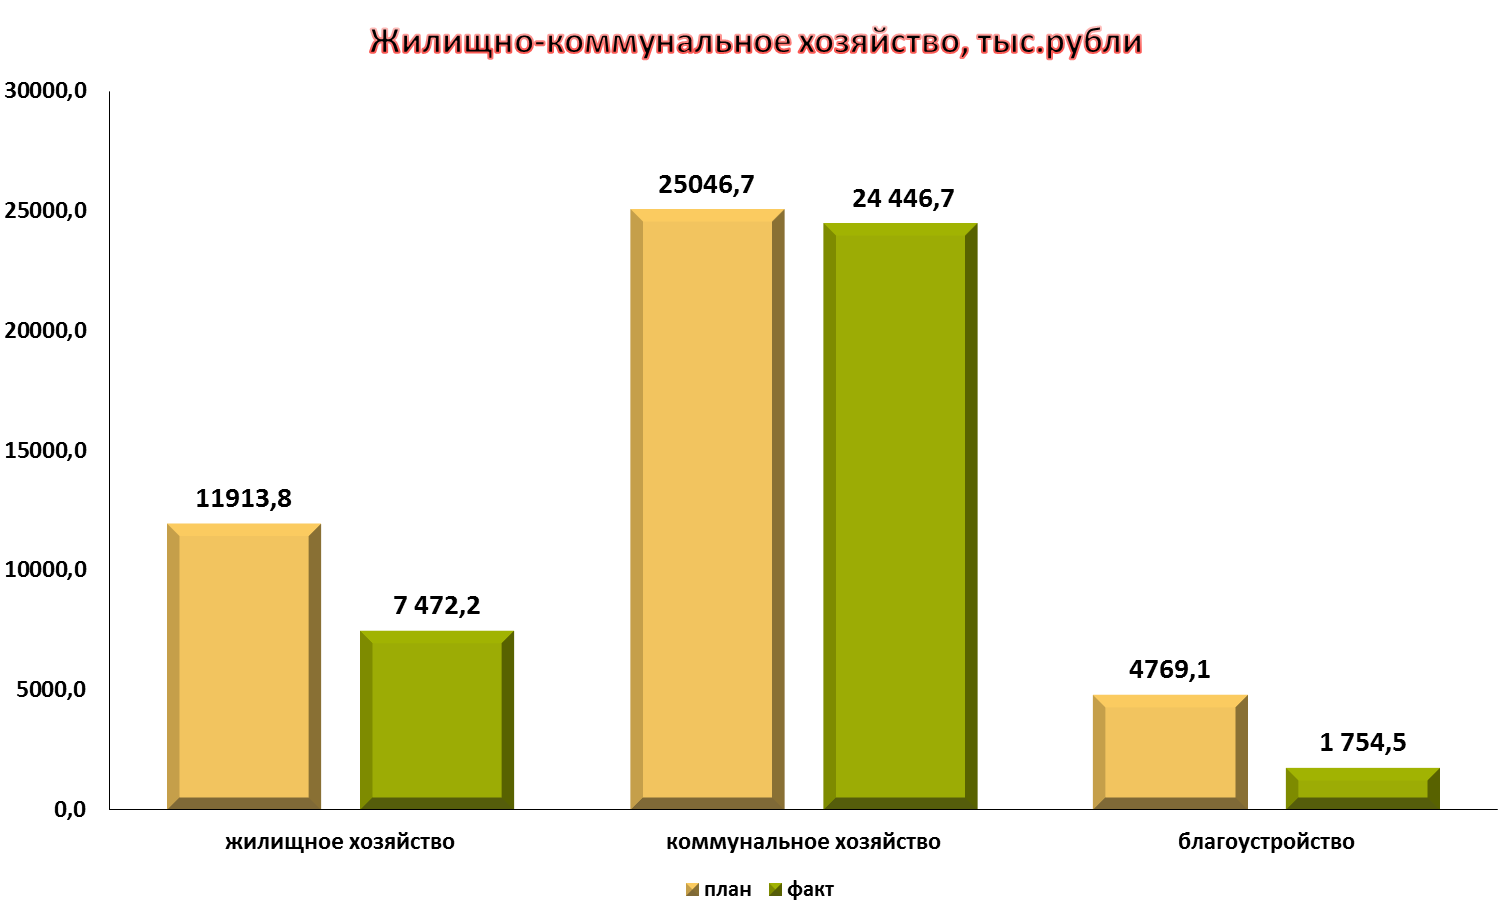 Жилищно-коммунальное хозяйство, тыс.рубли
30000,0
25000,0
20000,0
15000,0
10000,0
5000,0
0,0
11913,8
7 472,2
25046,7
24 446,7
4769,1
1 754,5
жилищное хозяйство
коммунальное хозяйство
благоустройство
план
факт